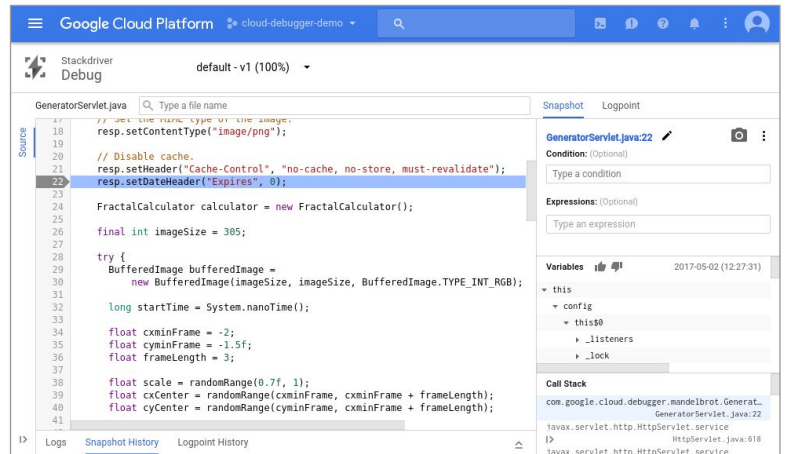 Google Cloud Platform cloud-debugger-demo
Stackdriver
Debug
default - v1 (100%)
GeneratorServlet.java Type a file name
Source
17 // Set the MIME type of the image.
18 resp.setContentType("image/png");
19
20 // Disable cache.
21 resp.setHeader("Cache-Control", "no-cache, no-store, must-revalidate");
22 resp.setDateHeader("Expires", 0);
23
24 FractalCalculator calculator = new FractalCalculator();
25
26 final int imageSize = 305;
27
28 try {
29 BufferedImage bufferedImage =
30 new BufferedImage(imageSize, imageSize, BufferedImage.TYPE_INT_RGB);
31
32 long startTime = System.nanoTime();
33
34 float cxminFrame = -2;
35 float cyminFrame = -1.5f;
36 float frameLength = 3;
37
38 float scale = randomRange(0.7f, 1);
39 float cxCenter = randomRange(cxminFrame, cxminFrame + frameLength);
40 float cyCenter = randomRange(cyminFrame, cxminFrame + frameLength);
41
Logs Snapshot History Logpoint History
Snapshot Logpoint
GeneratorServlet.java:22
Condition: (Optional)
Type a condition
Expressions: (Optional)
Type an expression
Variables 2017-05-02 (12:27:31)
this
config
this$0
_listeners
_lock
Call Stack
com.google.cloud.debugger.mandelbrot.Generat...
GeneratorServlet.java:22
javax.servlet.http.HttpServlet.service
HttpServlet.java:618
javax.servlet.http.HttpServlet.service